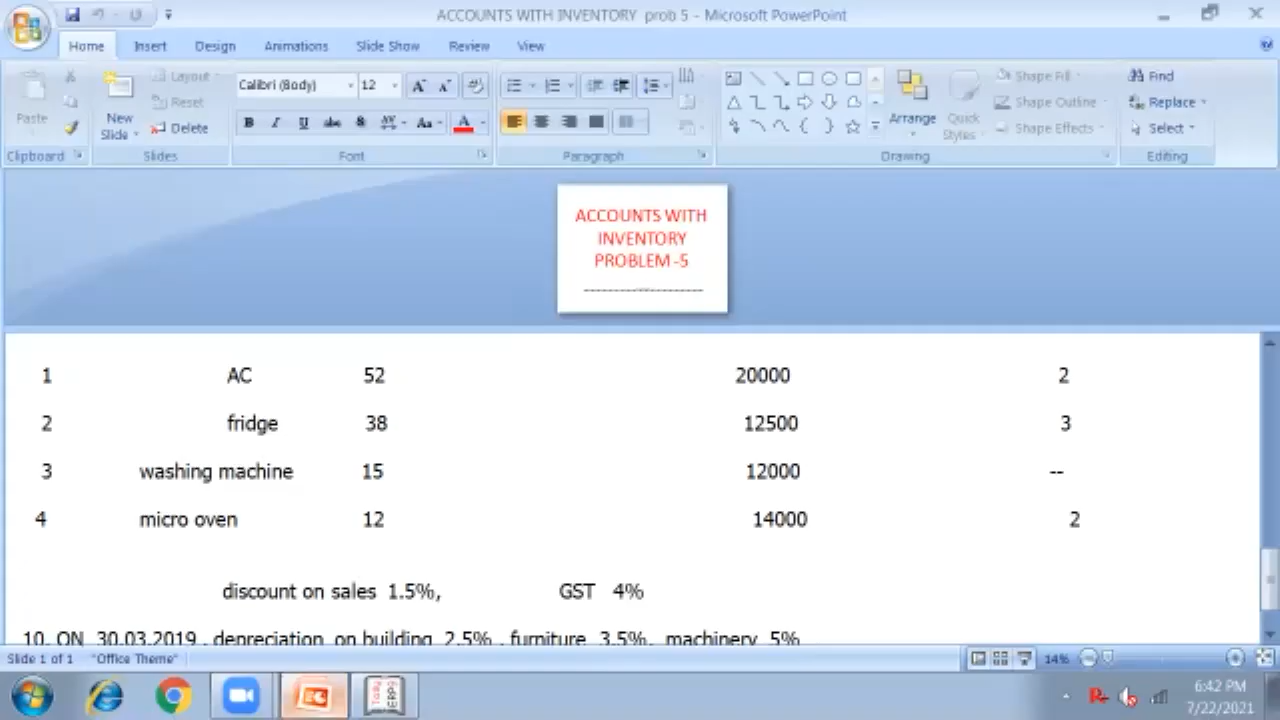 ACCOUNTS WITH INVENTORY prob 5 - Microsoft PowerPoint
Home Insert Design Animations Slide Show Review View
Paste
New Slide
Layout
Reset
Delete
Calibri (Body) 12
B I U abc S AV Aa A
Arrange
Quick Styles
Shape Fill
Shape Outline
Shape Effects
Find
Replace
Select
Clipboard Slides Font Paragraph Drawing Editing
ACCOUNTS WITH
INVENTORY
PROBLEM -5
1 AC 52 20000 2
2 fridge 38 12500 3
3 washing machine 15 12000 --
4 micro oven 12 14000 2
discount on sales 1.5%, GST 4%
10. ON 30.03.2019 , depreciation on building 2.5% , furniture 3.5%, machinery 5%
Slide 1 of 1 "Office Theme" 14%
6:42 PM
7/22/2021